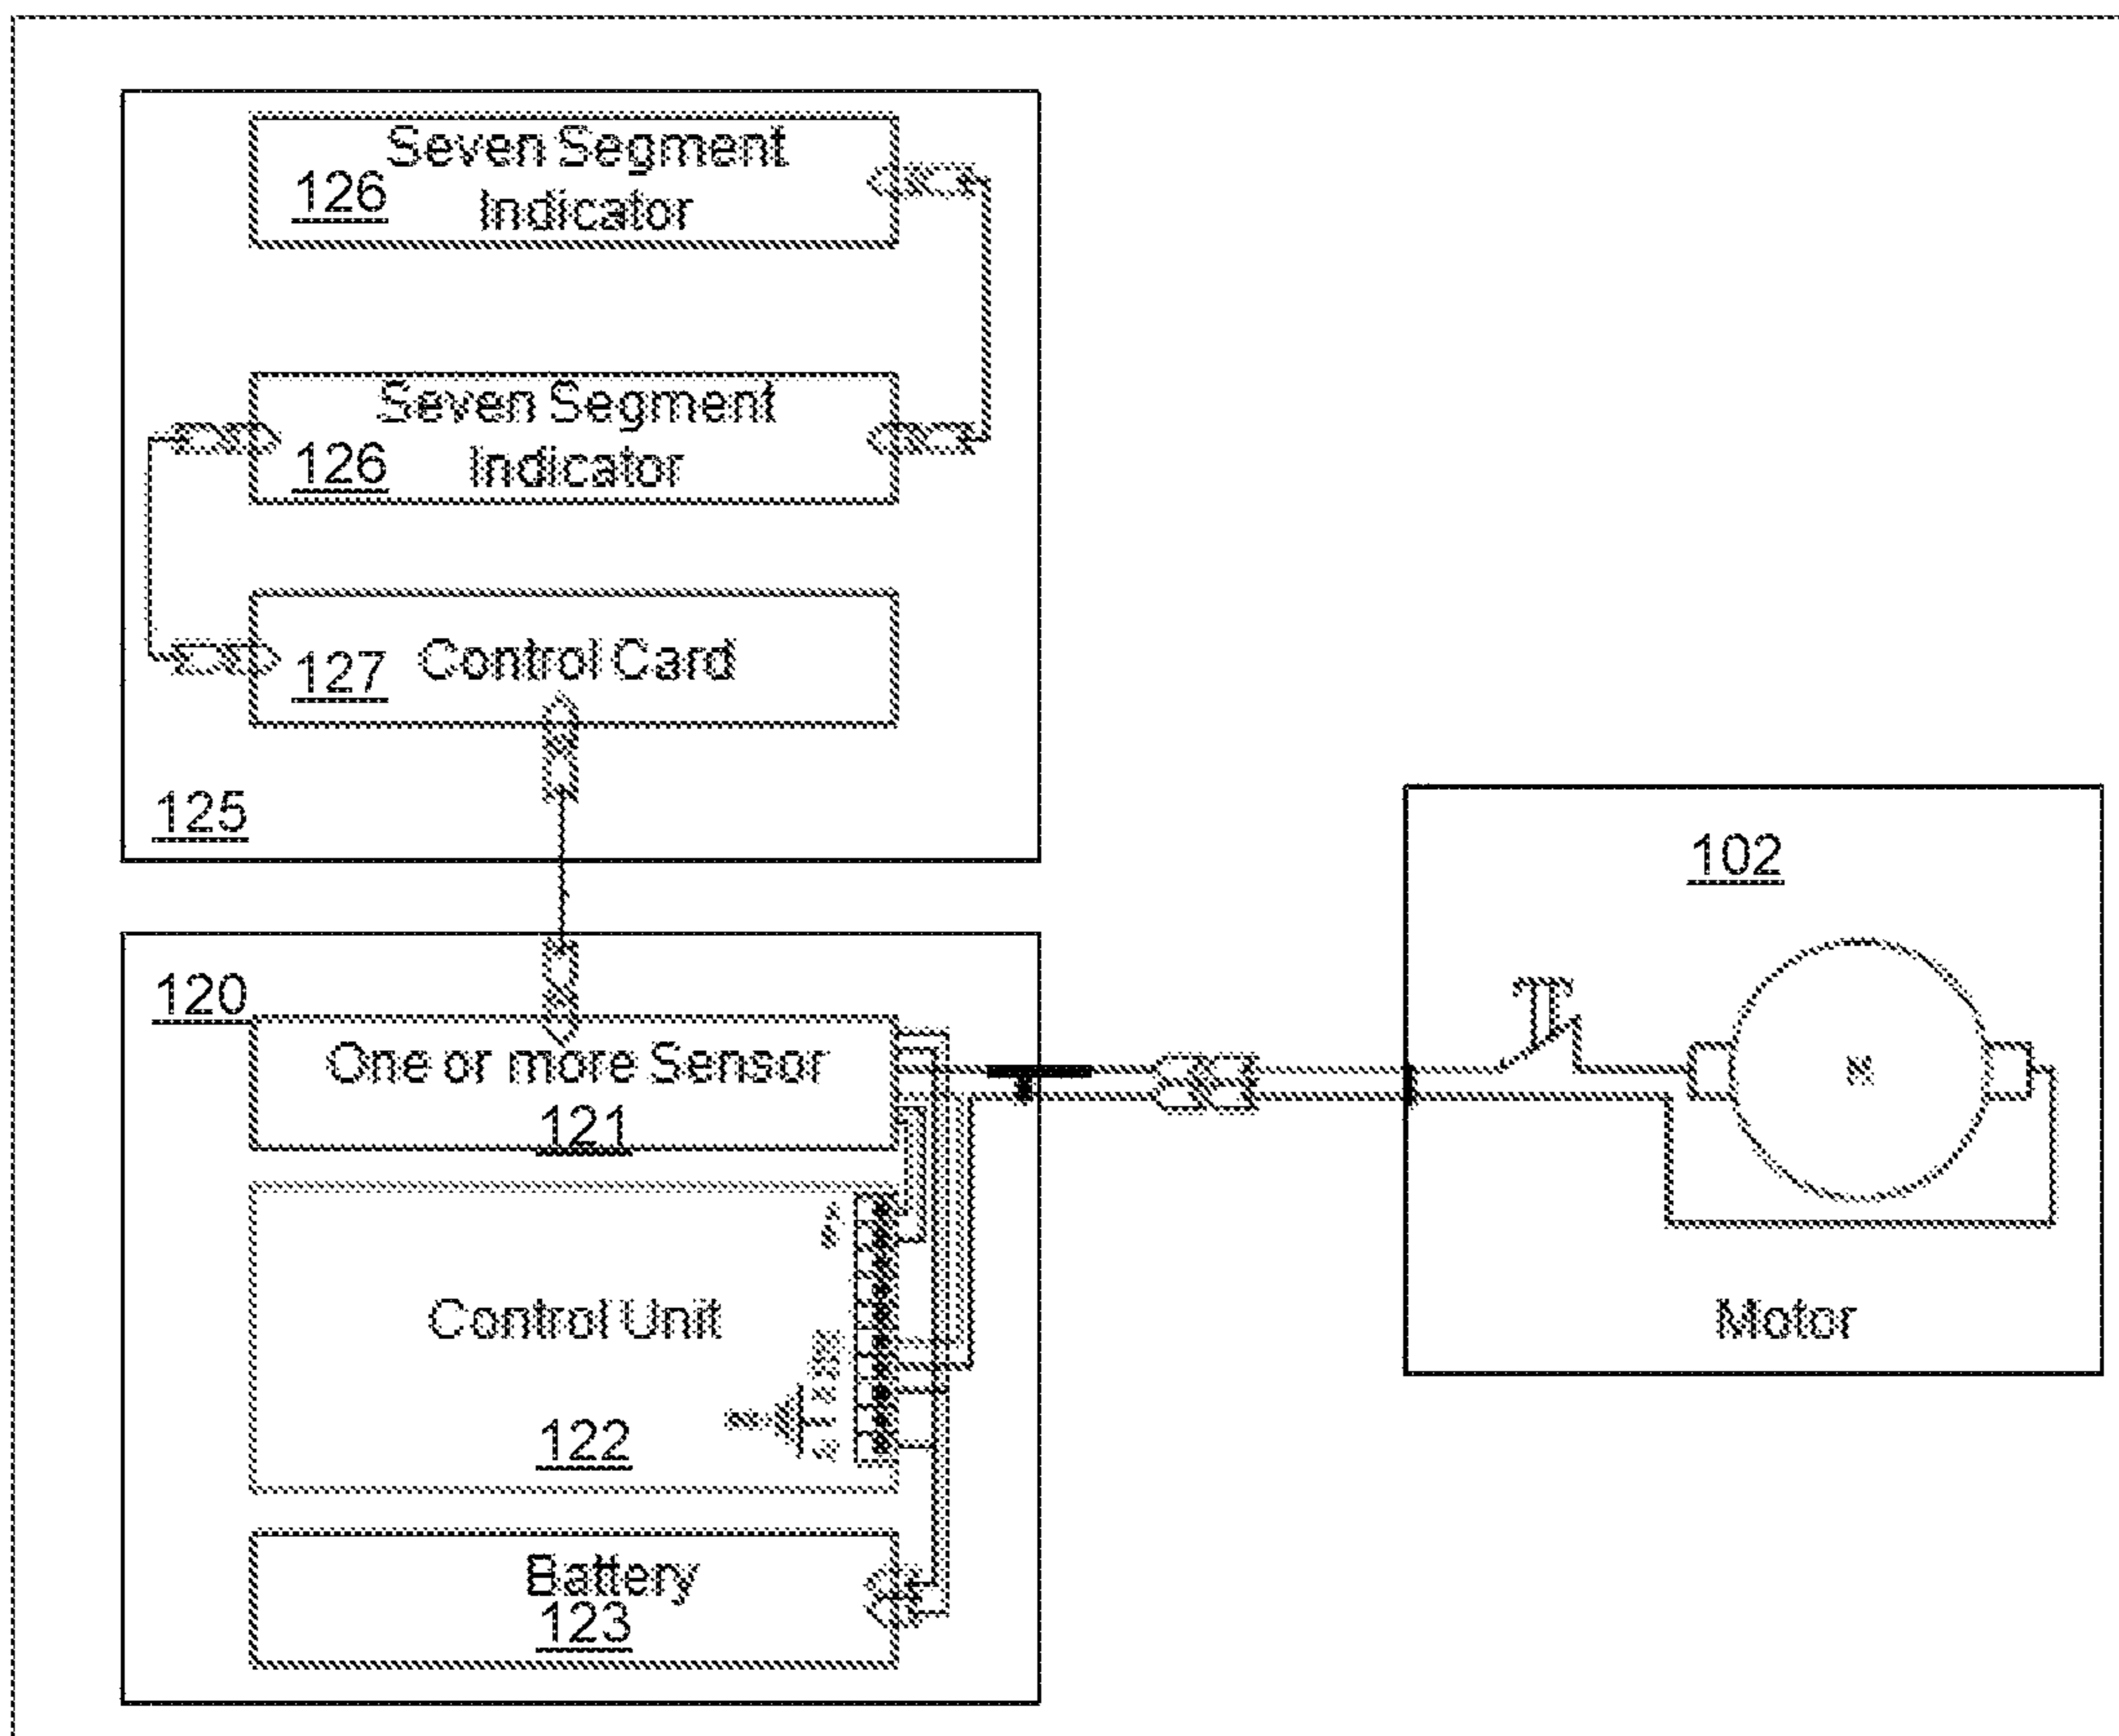 Seven Segment
126 Indicator
Seven Segment
126 Indicator
127 Control Card
125
102
120
One or more Sensor
121
Control Unit
Motor
122
Battery
123